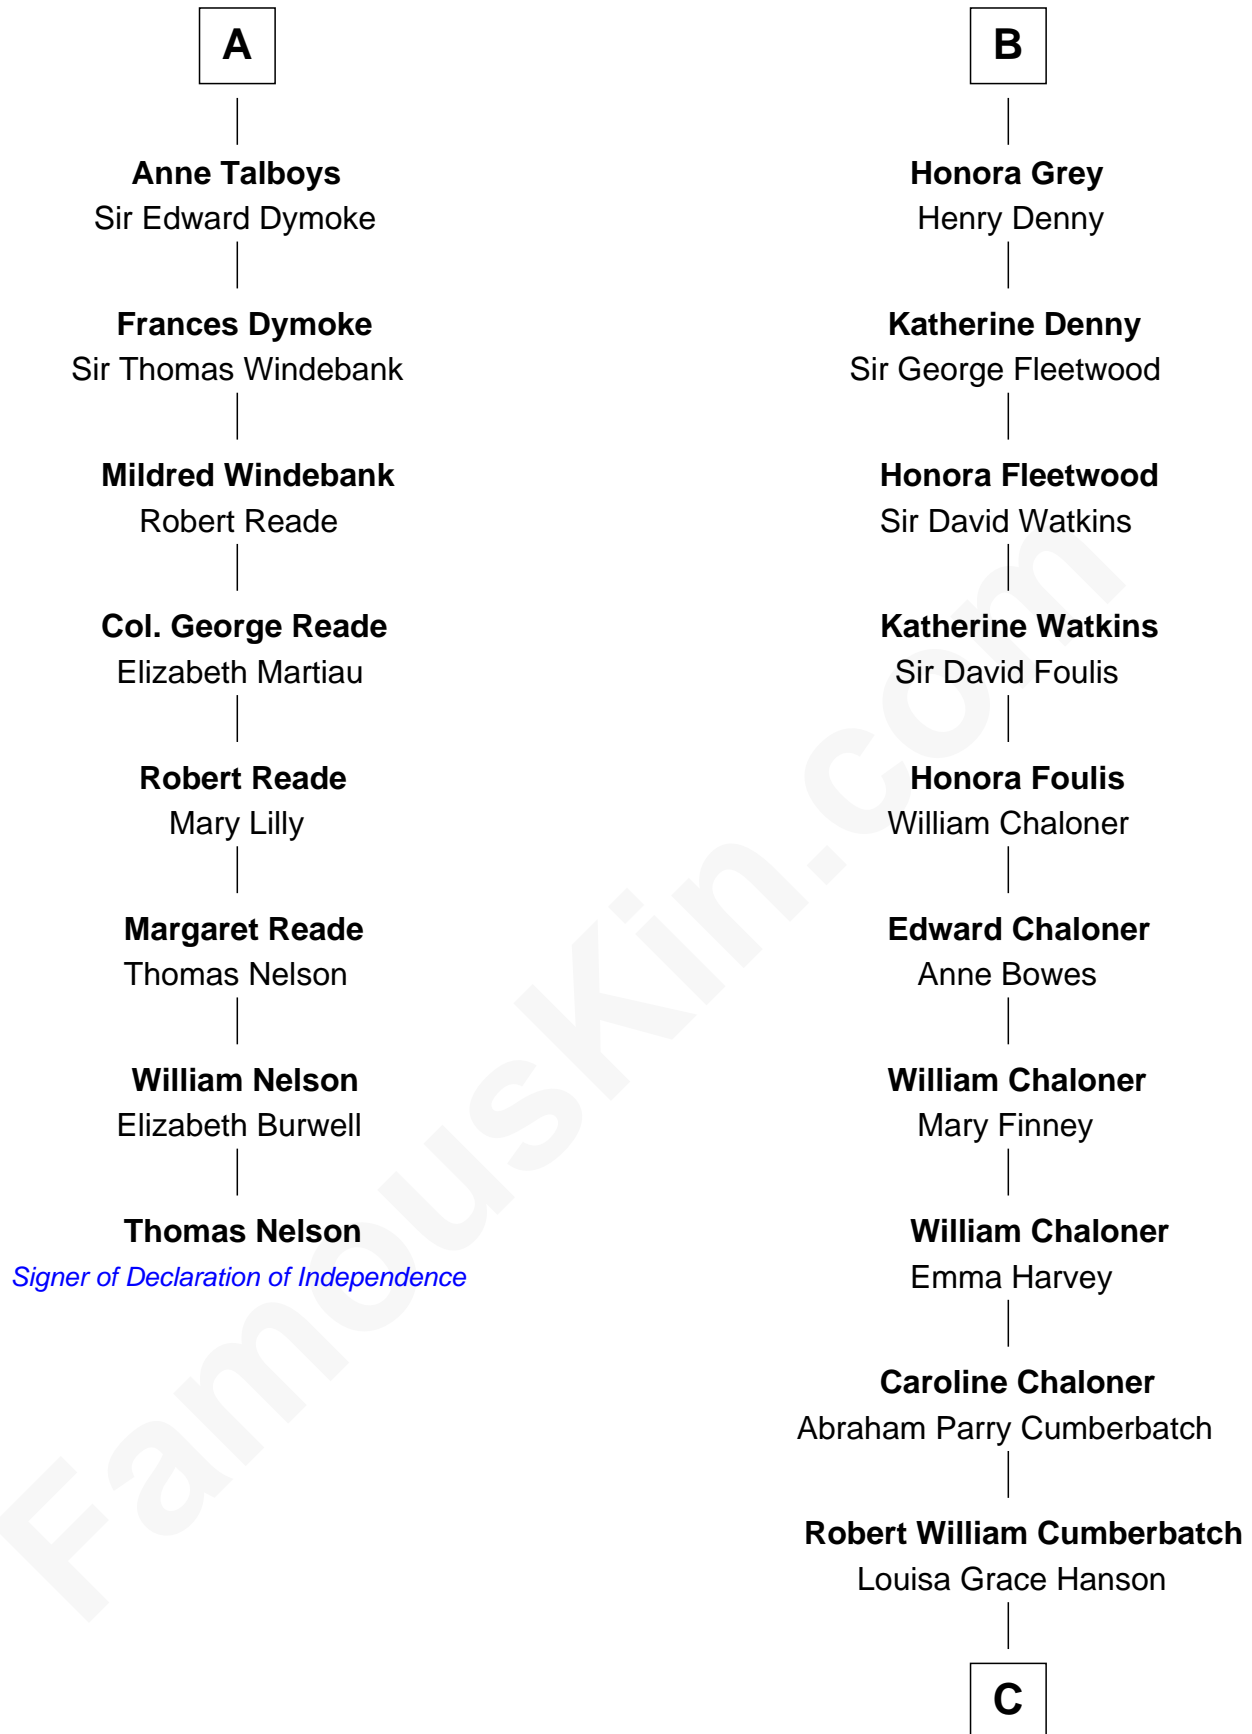 A
Anne Talboys
Sir Edward Dymoke
Frances Dymoke
Sir Thomas Windebank
Mildred Windebank
Robert Reade
Col. George Reade
Elizabeth Martiau
Robert Reade
Mary Lilly
Margaret Reade
Thomas Nelson
William Nelson
Elizabeth Burwell
Thomas Nelson
Signer of Declaration of Independence
B
Honora Grey
Henry Denny
Katherine Denny
Sir George Fleetwood
Honora Fleetwood
Sir David Watkins
Katherine Watkins
Sir David Foulis
Honora Foulis
William Chaloner
Edward Chaloner
Anne Bowes
William Chaloner
Mary Finney
William Chaloner
Emma Harvey
Caroline Chaloner
Abraham Parry Cumberbatch
Robert William Cumberbatch
Louisa Grace Hanson
C
FamousKin.com